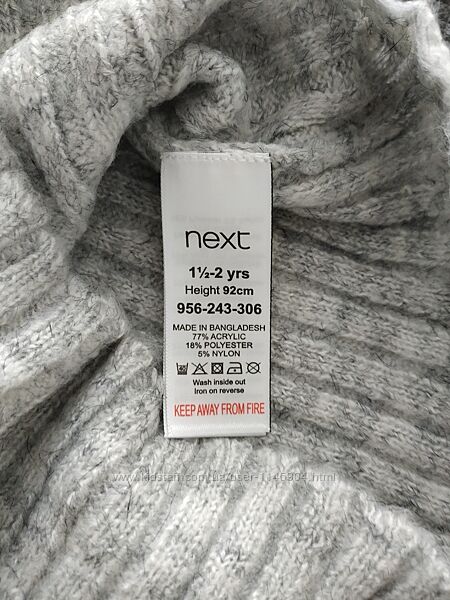 next
1½-2 yrs
Height 92cm
956-243-306
MADE IN BANGLADESH
77% ACRYLIC
18% POLYESTER
5% NYLON
Wash inside out
Iron on reverse
KEEP AWAY FROM FIRE